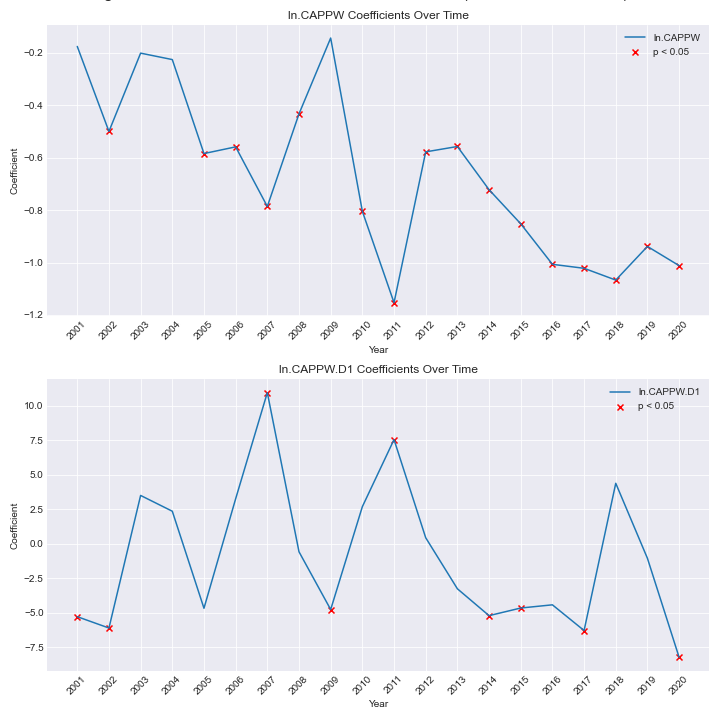 ln.CAPPW Coefficients Over Time
ln.CAPPW
p < 0.05
Coefficient
−0.2
−0.4
−0.6
−0.8
−1.0
−1.2
2001 2002 2003 2004 2005 2006 2007 2008 2009 2010 2011 2012 2013 2014 2015 2016 2017 2018 2019 2020
Year
ln.CAPPW.D1 Coefficients Over Time
ln.CAPPW.D1
p < 0.05
Coefficient
10.0
7.5
5.0
2.5
0.0
−2.5
−5.0
−7.5
2001 2002 2003 2004 2005 2006 2007 2008 2009 2010 2011 2012 2013 2014 2015 2016 2017 2018 2019 2020
Year